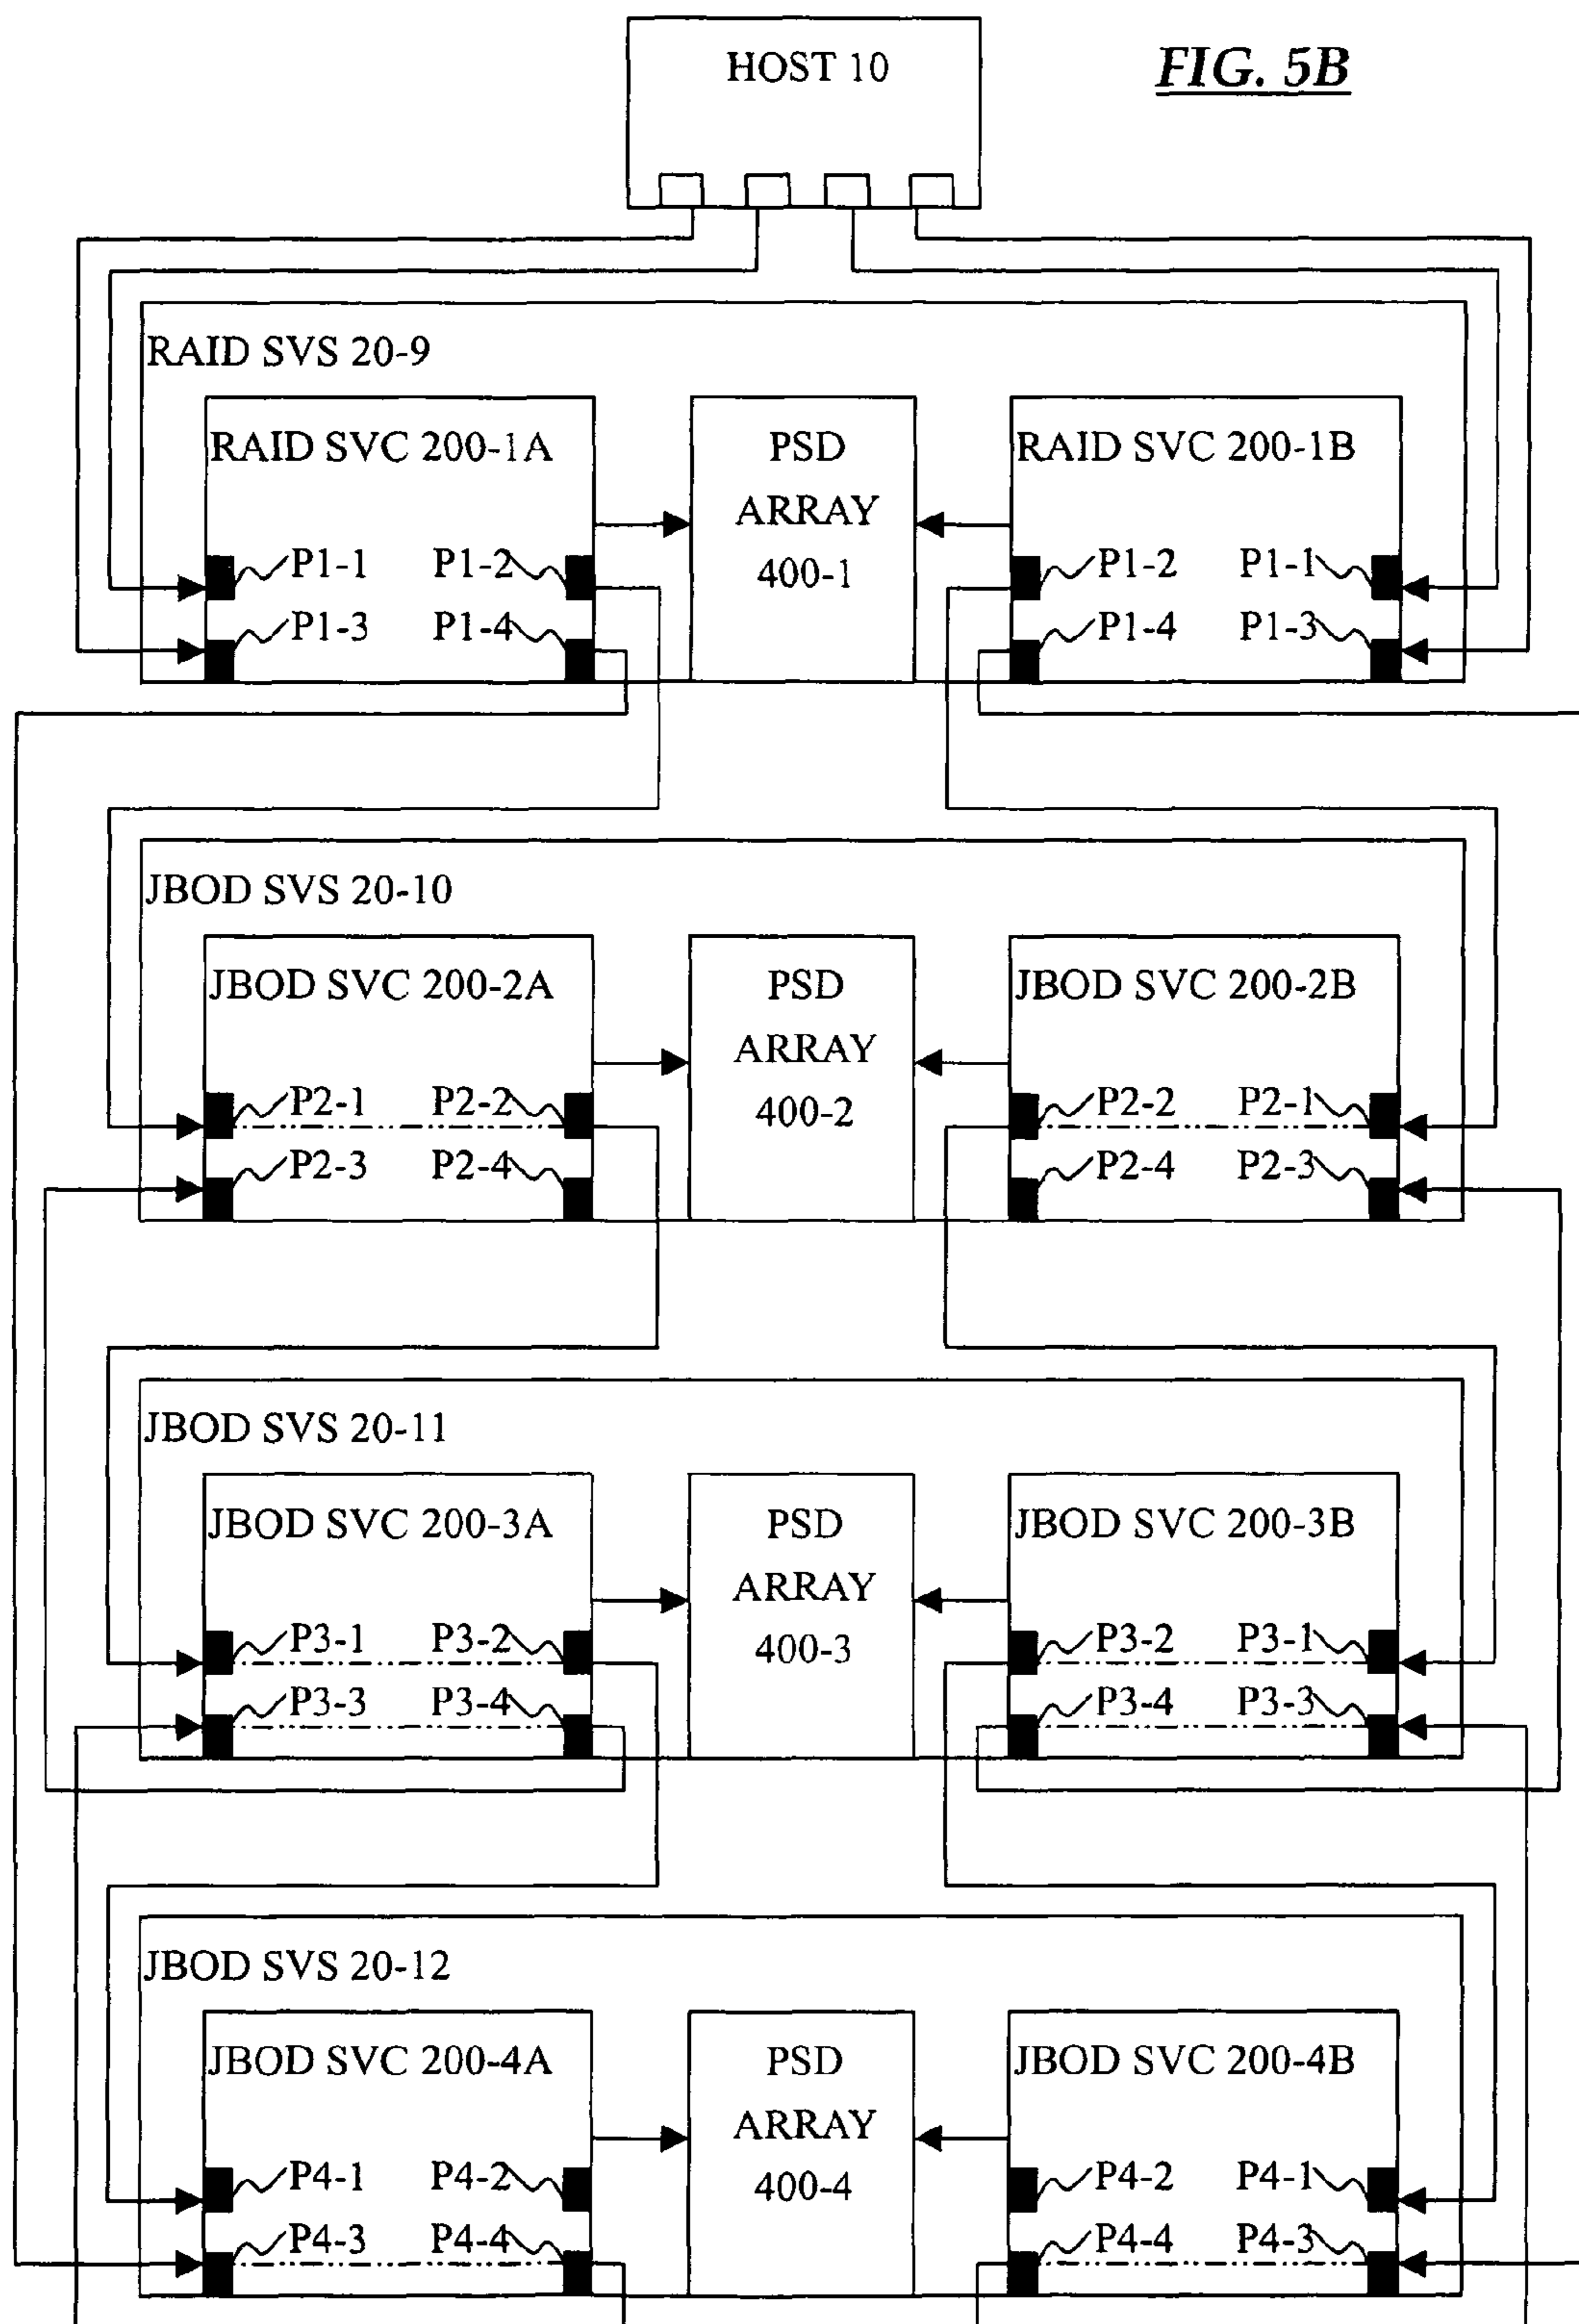 HOST 10
FIG. 5B
RAID SVS 20-9
RAID SVC 200-1A
PSD
ARRAY
400-1
RAID SVC 200-1B
P1-1 P1-2
P1-3 P1-4
P1-2 P1-1
P1-4 P1-3
JBOD SVS 20-10
JBOD SVC 200-2A
PSD
ARRAY
400-2
JBOD SVC 200-2B
P2-1 P2-2
P2-3 P2-4
P2-2 P2-1
P2-4 P2-3
JBOD SVS 20-11
JBOD SVC 200-3A
PSD
ARRAY
400-3
JBOD SVC 200-3B
P3-1 P3-2
P3-3 P3-4
P3-2 P3-1
P3-4 P3-3
JBOD SVS 20-12
JBOD SVC 200-4A
PSD
ARRAY
400-4
JBOD SVC 200-4B
P4-1 P4-2
P4-3 P4-4
P4-2 P4-1
P4-4 P4-3